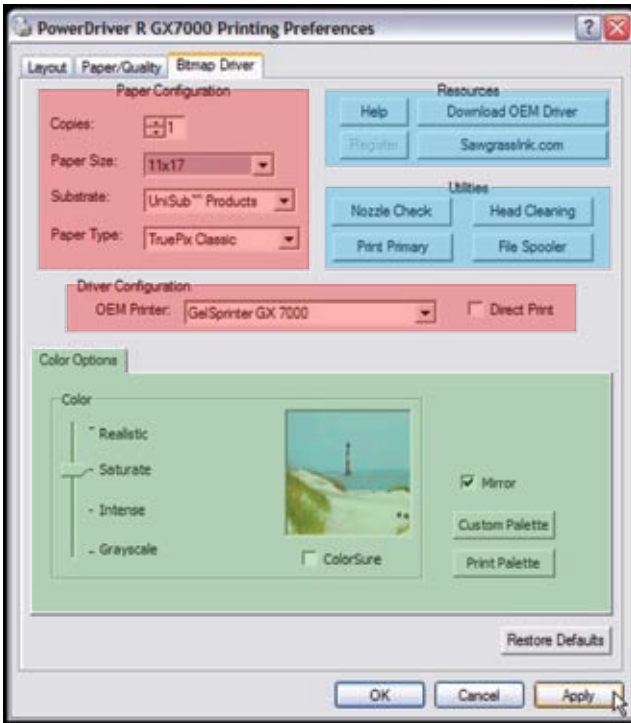 PowerDriver R GX7000 Printing Preferences
Layout Paper/Quality Bitmap Driver
Paper Configuration
Copies: 1
Paper Size: 11x17
Substrate: UniSub™ Products
Paper Type: TruePix Classic
Resources
Help Download OEM Driver
Register SawgrassInk.com
Utilities
Nozzle Check Head Cleaning
Print Primary File Spooler
Driver Configuration
OEM Printer: GelSprinter GX 7000 Direct Print
Color Options
Color
Realistic
Saturate
Intense
Grayscale
ColorSure
Mirror
Custom Palette
Print Palette
Restore Defaults
OK Cancel Apply